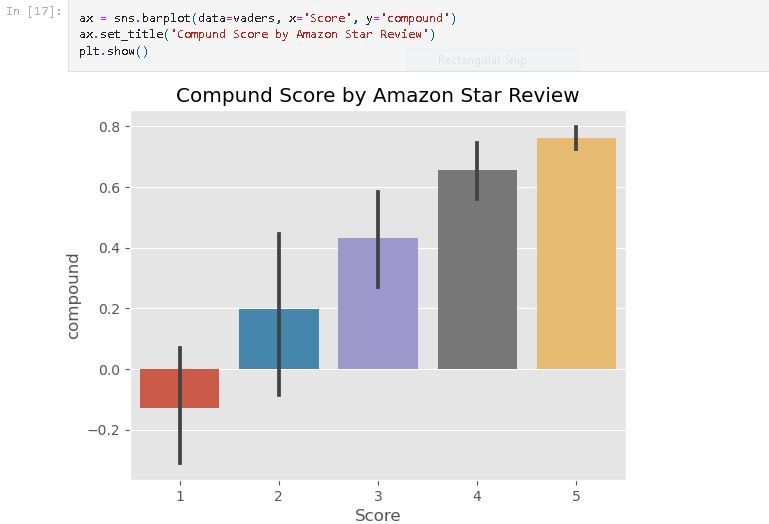 In [17]:
ax = sns.barplot(data=vaders, x='Score', y='compound')
ax.set_title('Compund Score by Amazon Star Review')
plt.show()
Rectangular Snip
Compund Score by Amazon Star Review
0.8
0.6
0.4
0.2
0.0
−0.2
compound
1 2 3 4 5
Score